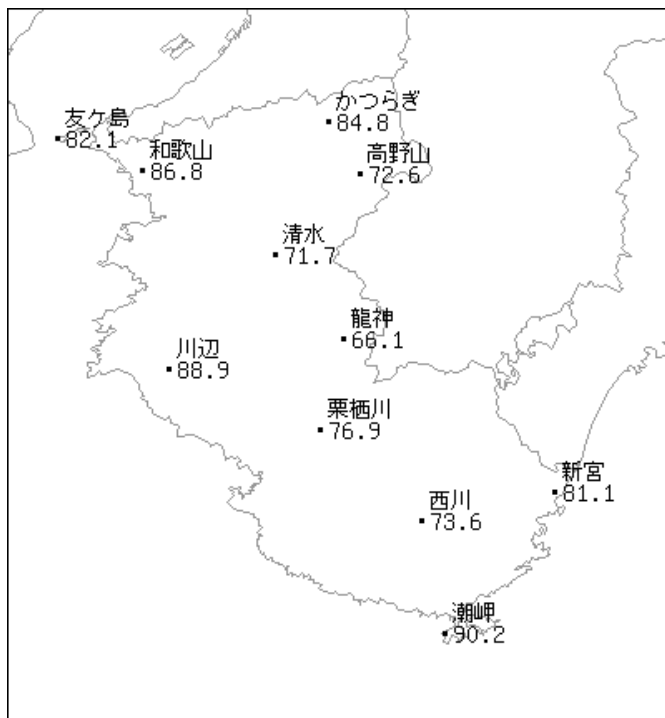 かつらぎ
84.8
友ケ島
82.1
和歌山
86.8
高野山
72.6
清水
71.7
龍神
66.1
川辺
88.9
栗栖川
76.9
新宮
81.1
西川
73.6
潮岬
90.2